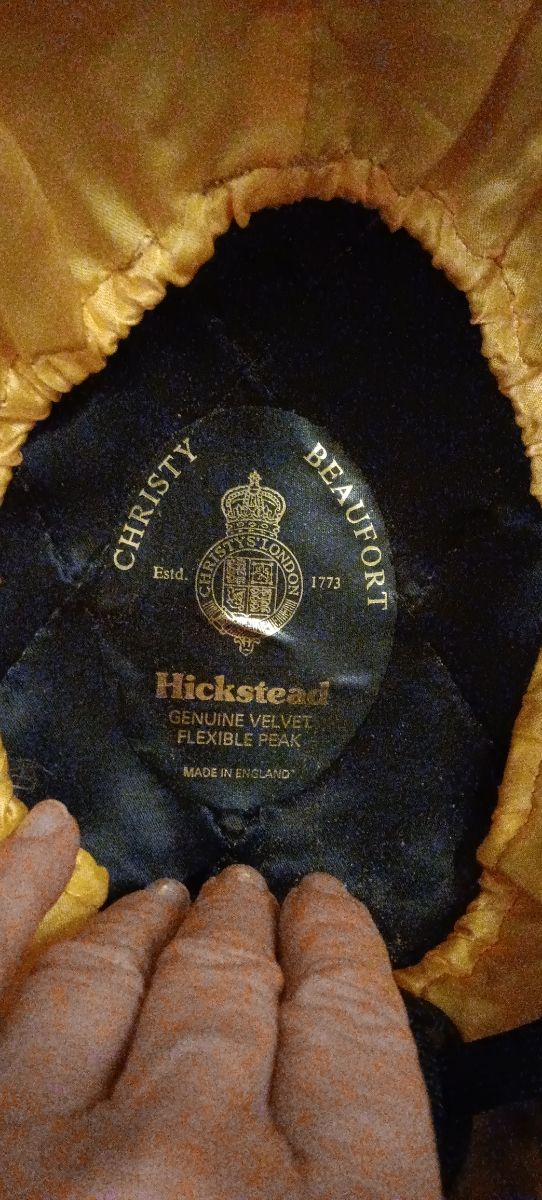 CHRISTY BEAUFORT
CHRISTYS' LONDON
Estd. 1773
Hickstead
GENUINE VELVET
FLEXIBLE PEAK
MADE IN ENGLAND